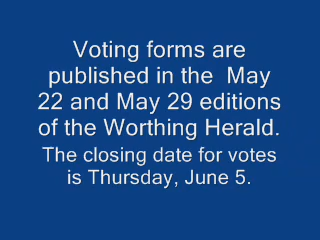 Voting forms are
published in the  May
22 and May 29 editions
of the Worthing Herald.
The closing date for votes
is Thursday, June 5.